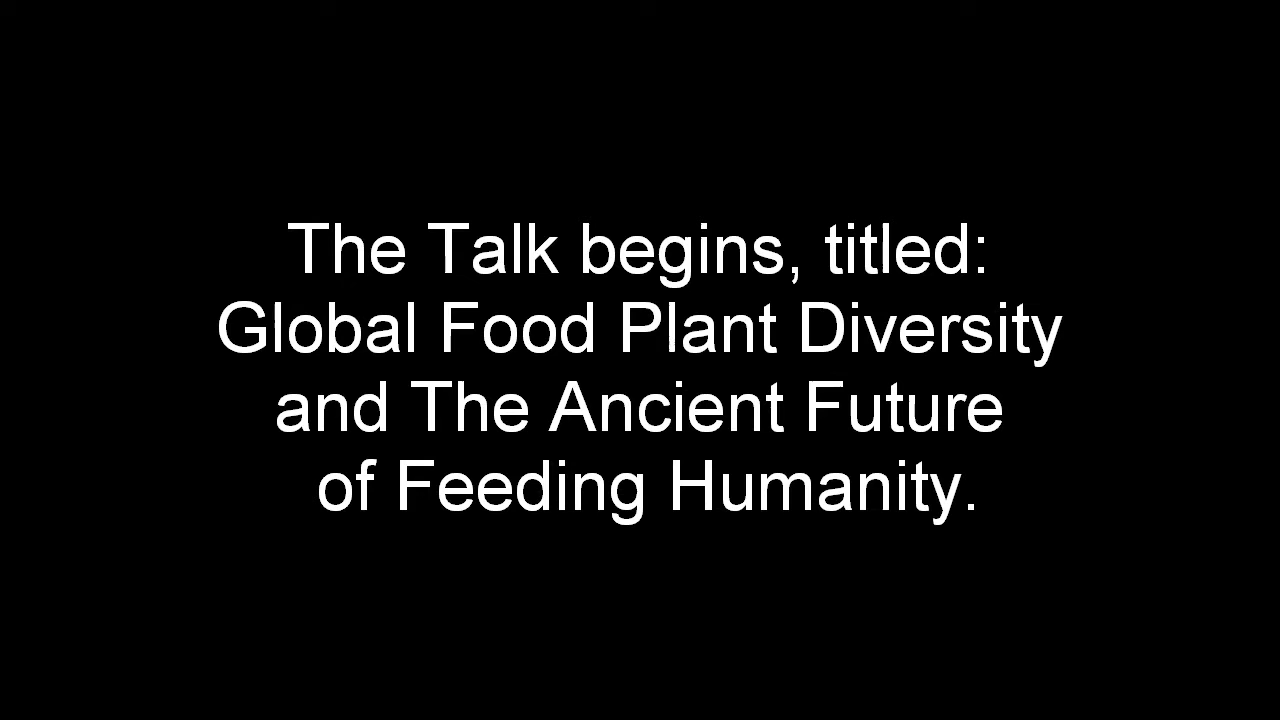 The Talk begins, titled:
Global Food Plant Diversity
and The Ancient Future
of Feeding Humanity.